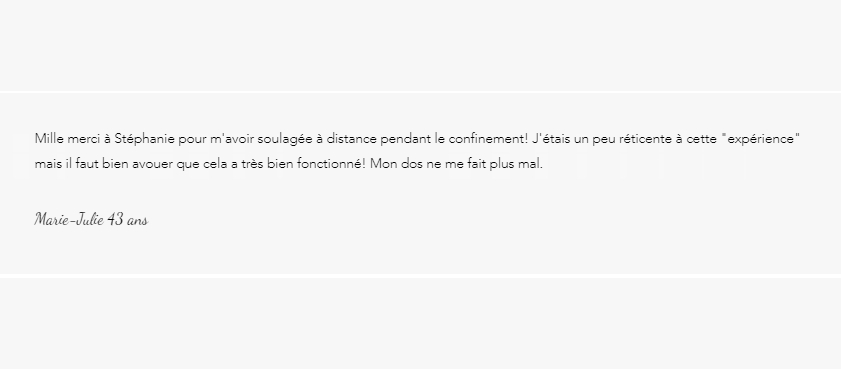 Mille merci à Stéphanie pour m'avoir soulagée à distance pendant le confinement! J'étais un peu réticente à cette "expérience"
mais il faut bien avouer que cela a très bien fonctionné! Mon dos ne me fait plus mal.
Marie-Julie 43 ans